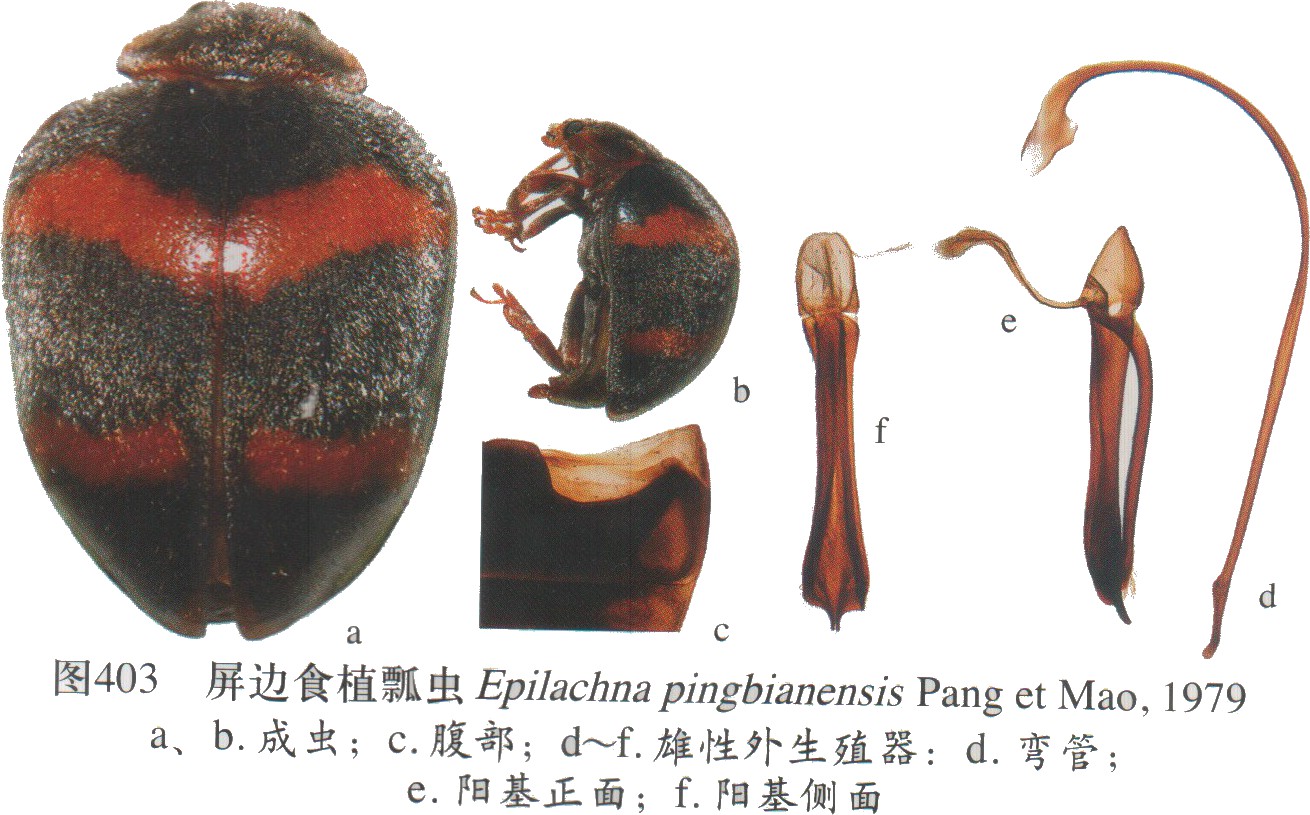 a
b
c
d
e
f
图403 屏边食植瓢虫 Epilachna pingbianensis Pang et Mao, 1979
a、b. 成虫；c. 腹部；d～f. 雄性外生殖器：d. 弯管；
e. 阳基正面；f. 阳基侧面